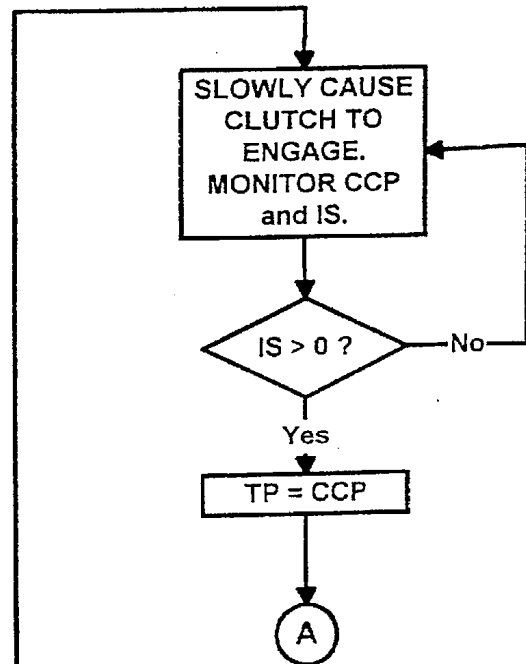 SLOWLY CAUSE
CLUTCH TO
ENGAGE.
MONITOR CCP
and IS.
IS > 0 ?
No
Yes
TP = CCP
A